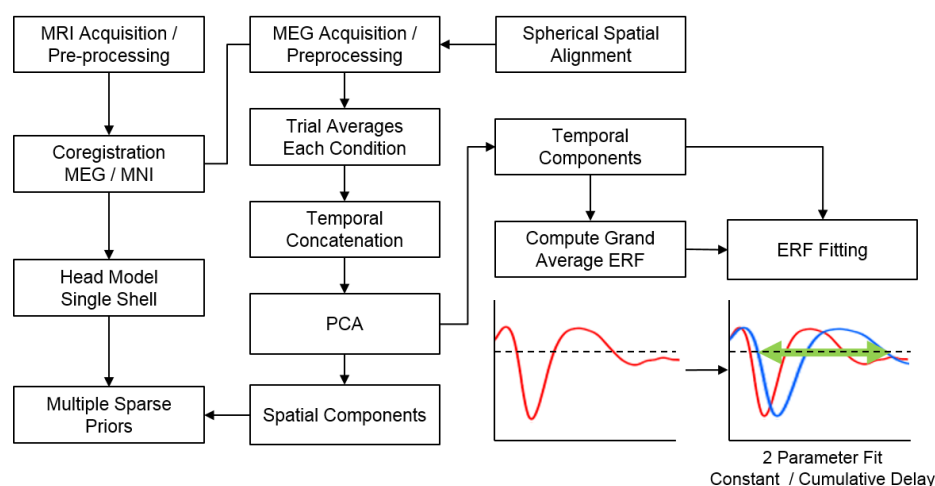 MRI Acquisition /
Pre-processing
MEG Acquisition /
Preprocessing
Spherical Spatial
Alignment
Trial Averages
Each Condition
Coregistration
MEG / MNI
Temporal
Components
Temporal
Concatenation
Compute Grand
Average ERF
ERF Fitting
Head Model
Single Shell
PCA
Multiple Sparse
Priors
Spatial Components
2 Parameter Fit
Constant / Cumulative Delay